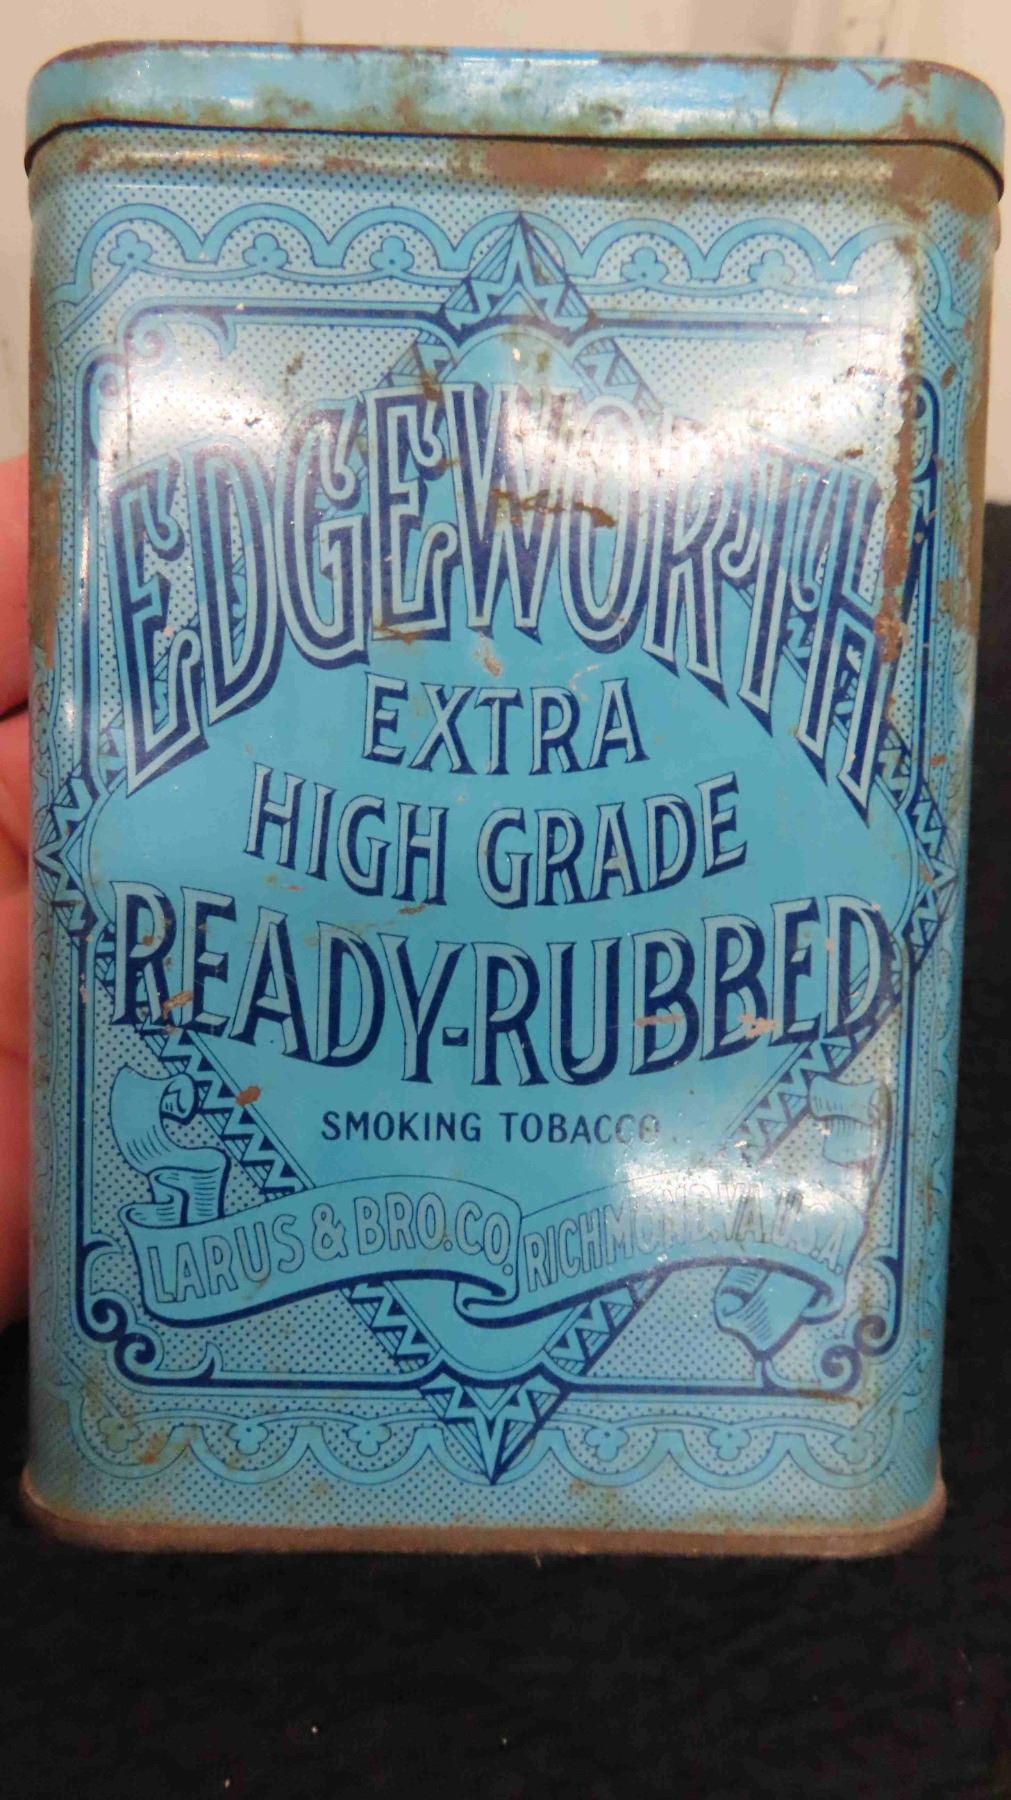 EDGEWORTH
EXTRA
HIGH GRADE
READY-RUBBED
SMOKING TOBACCO
LARUS & BRO.CO. RICHMOND,VA.U.S.A.